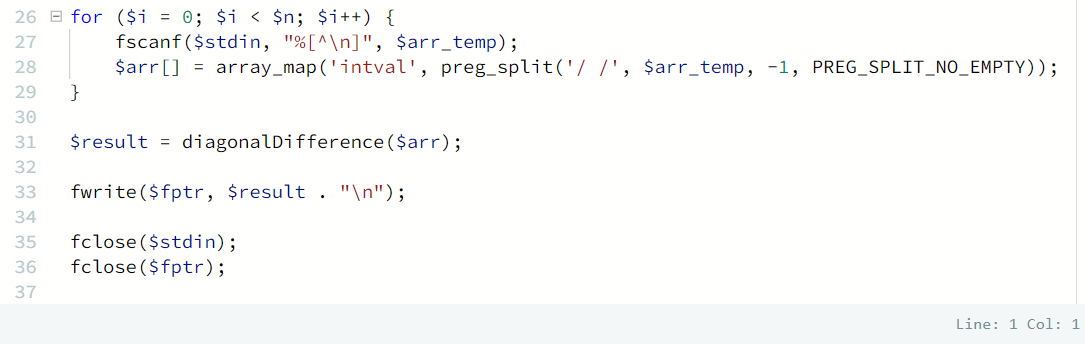 26 for ($i = 0; $i < $n; $i++) {
27     fscanf($stdin, "%[^\n]", $arr_temp);
28     $arr[] = array_map('intval', preg_split('/ /', $arr_temp, -1, PREG_SPLIT_NO_EMPTY));
29 }
30
31 $result = diagonalDifference($arr);
32
33 fwrite($fptr, $result . "\n");
34
35 fclose($stdin);
36 fclose($fptr);
37
Line: 1 Col: 1